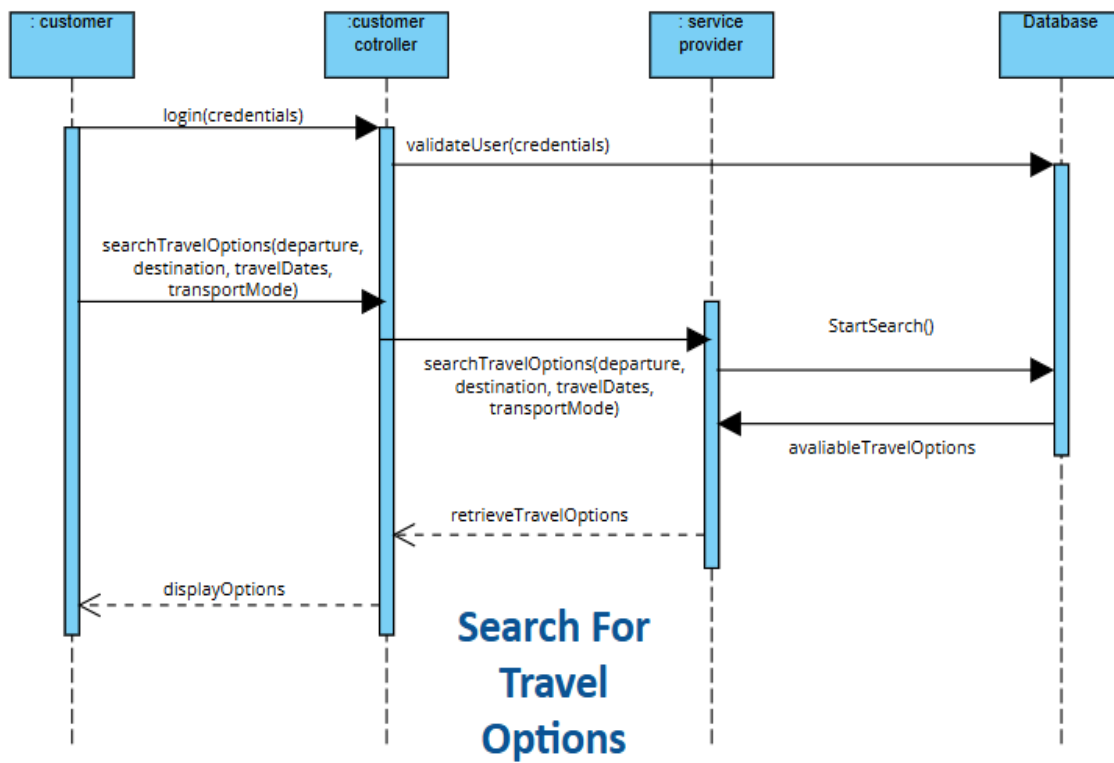 : customer
:customer
cotroller
: service
provider
Database
login(credentials)
validateUser(credentials)
searchTravelOptions(departure,
destination, travelDates,
transportMode)
StartSearch()
searchTravelOptions(departure,
destination, travelDates,
transportMode)
avaliableTravelOptions
retrieveTravelOptions
displayOptions
Search For
Travel
Options